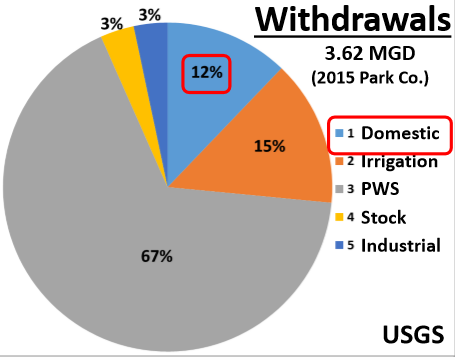 Withdrawals
3.62 MGD
(2015 Park Co.)
3%
3%
12%
15%
67%
1 Domestic
2 Irrigation
3 PWS
4 Stock
5 Industrial
USGS